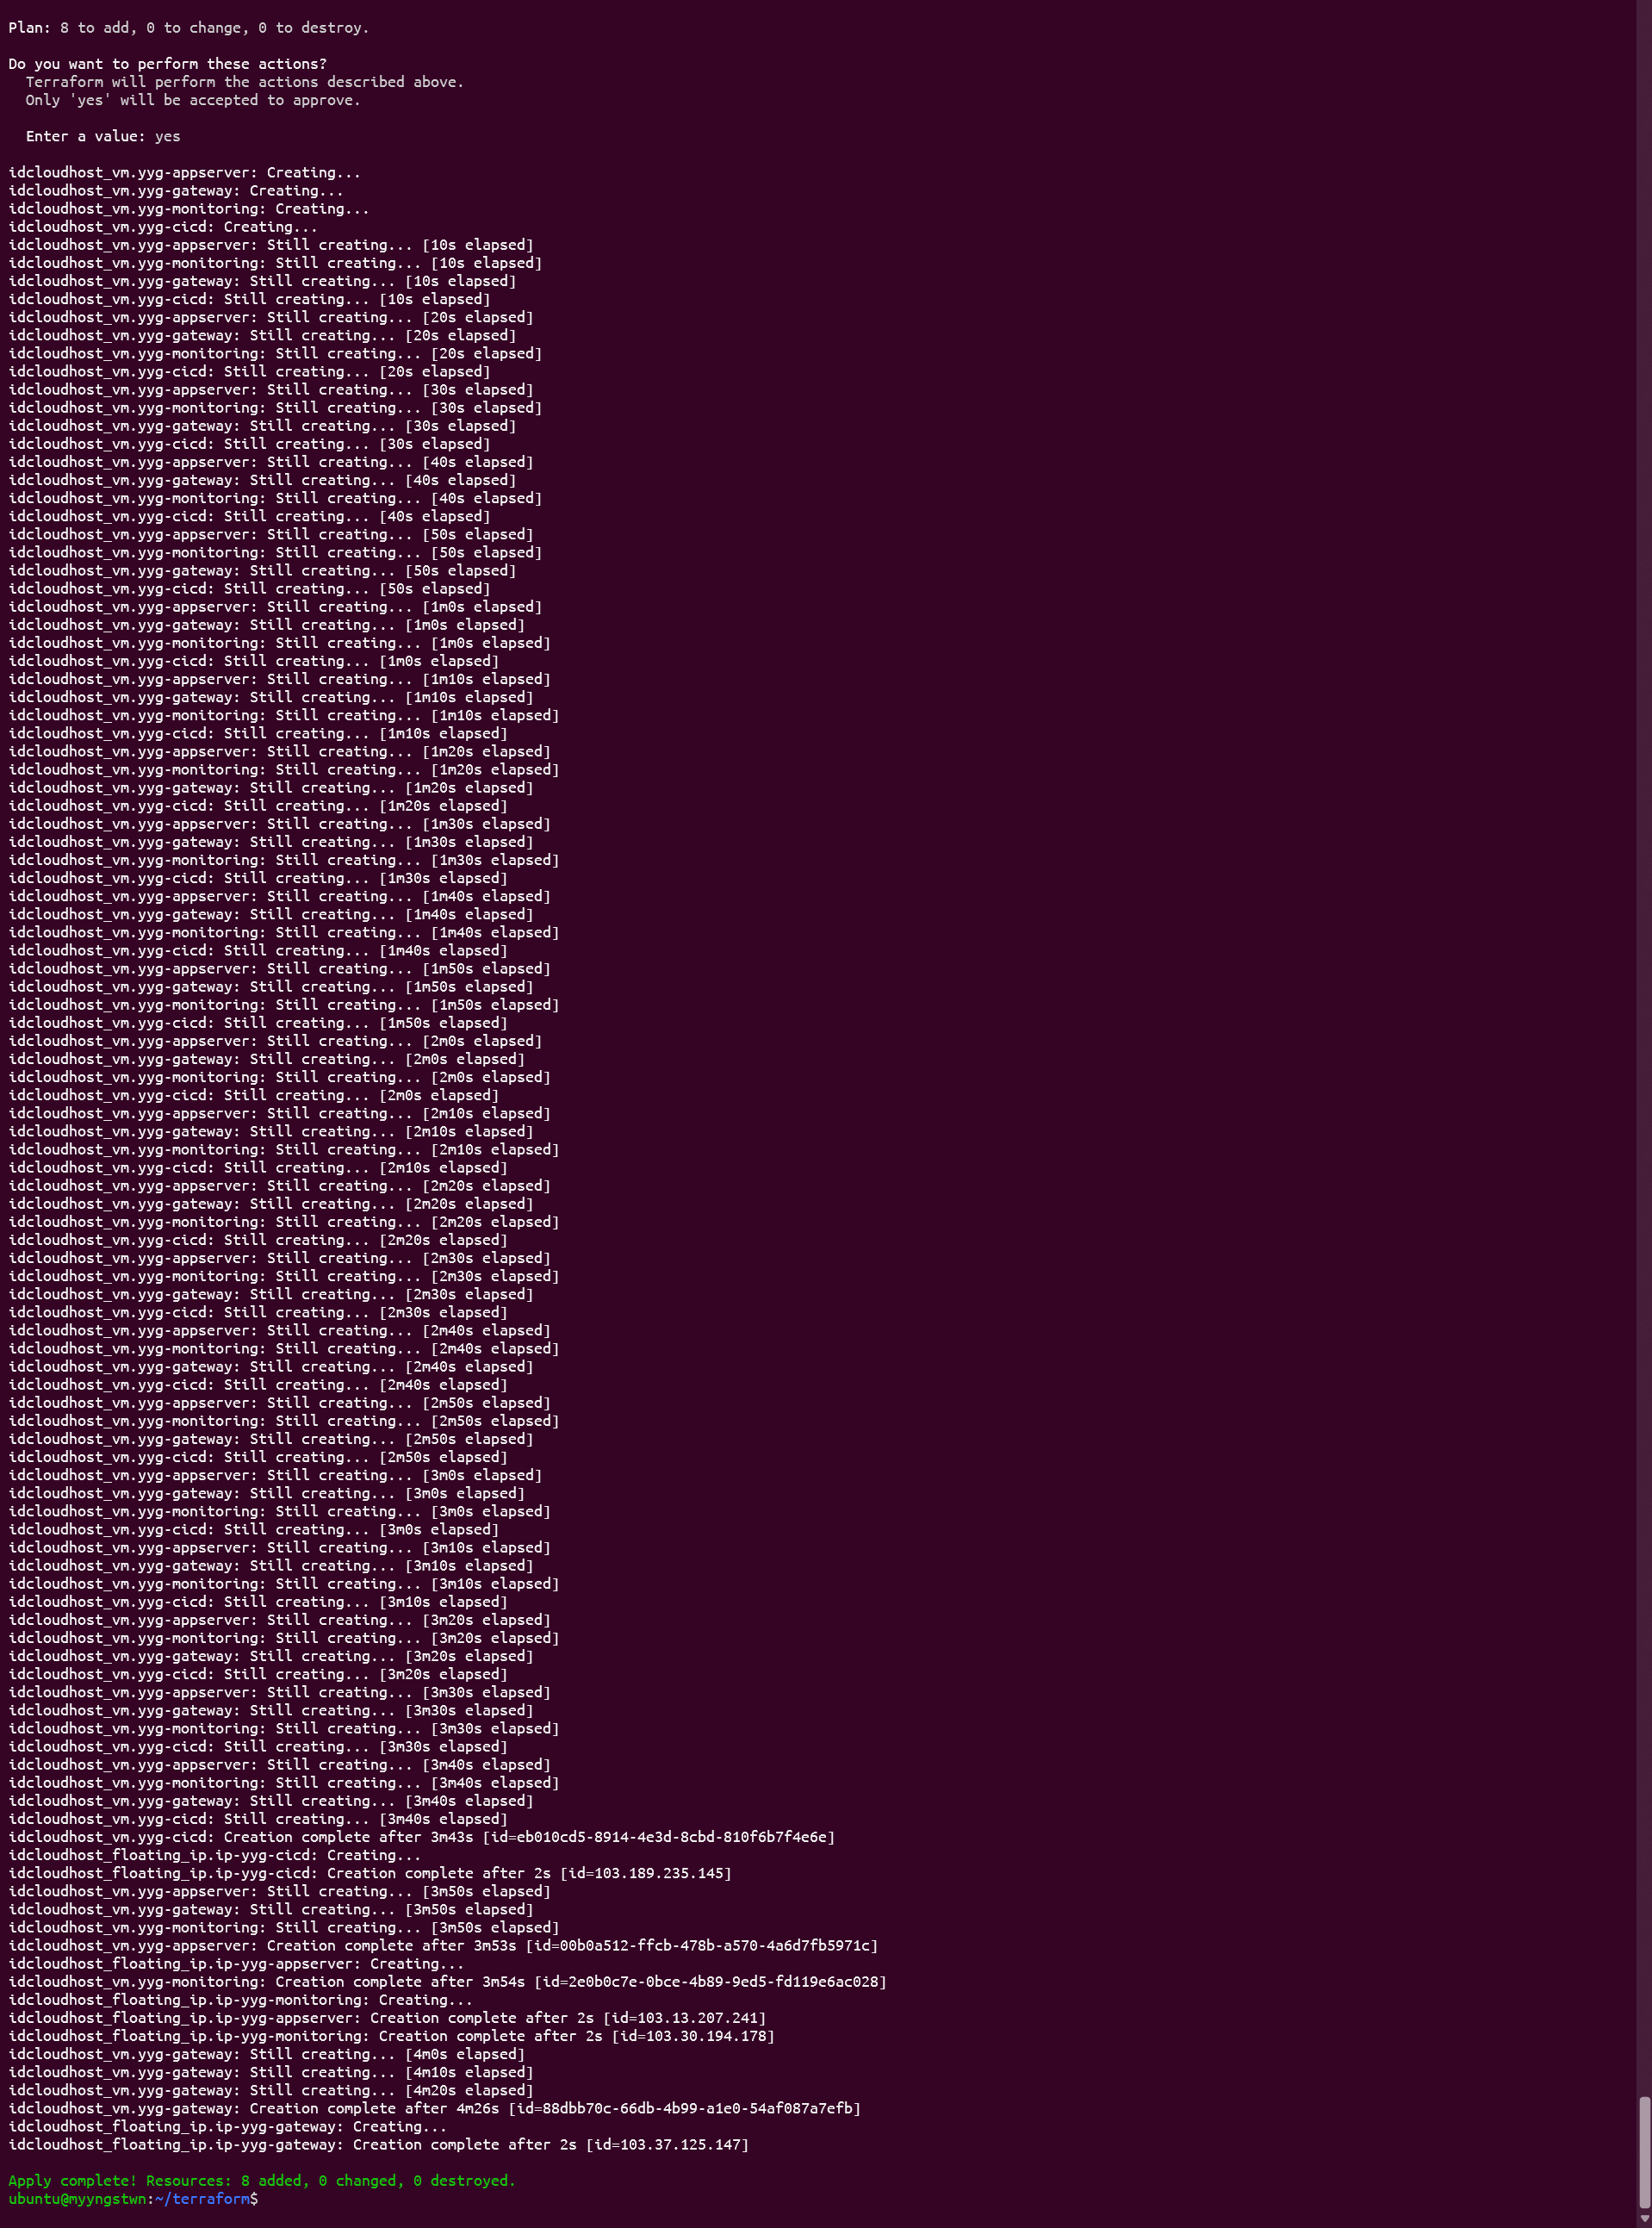 Plan: 8 to add, 0 to change, 0 to destroy.
Do you want to perform these actions?
Terraform will perform the actions described above.
Only 'yes' will be accepted to approve.
Enter a value: yes
idcloudhost_vm.yyg-appserver: Creating...
idcloudhost_vm.yyg-gateway: Creating...
idcloudhost_vm.yyg-monitoring: Creating...
idcloudhost_vm.yyg-cicd: Creating...
idcloudhost_vm.yyg-appserver: Still creating... [10s elapsed]
idcloudhost_vm.yyg-monitoring: Still creating... [10s elapsed]
idcloudhost_vm.yyg-gateway: Still creating... [10s elapsed]
idcloudhost_vm.yyg-cicd: Still creating... [10s elapsed]
idcloudhost_vm.yyg-appserver: Still creating... [20s elapsed]
idcloudhost_vm.yyg-gateway: Still creating... [20s elapsed]
idcloudhost_vm.yyg-monitoring: Still creating... [20s elapsed]
idcloudhost_vm.yyg-cicd: Still creating... [20s elapsed]
idcloudhost_vm.yyg-appserver: Still creating... [30s elapsed]
idcloudhost_vm.yyg-monitoring: Still creating... [30s elapsed]
idcloudhost_vm.yyg-gateway: Still creating... [30s elapsed]
idcloudhost_vm.yyg-cicd: Still creating... [30s elapsed]
idcloudhost_vm.yyg-appserver: Still creating... [40s elapsed]
idcloudhost_vm.yyg-gateway: Still creating... [40s elapsed]
idcloudhost_vm.yyg-monitoring: Still creating... [40s elapsed]
idcloudhost_vm.yyg-cicd: Still creating... [40s elapsed]
idcloudhost_vm.yyg-appserver: Still creating... [50s elapsed]
idcloudhost_vm.yyg-monitoring: Still creating... [50s elapsed]
idcloudhost_vm.yyg-gateway: Still creating... [50s elapsed]
idcloudhost_vm.yyg-cicd: Still creating... [50s elapsed]
idcloudhost_vm.yyg-appserver: Still creating... [1m0s elapsed]
idcloudhost_vm.yyg-gateway: Still creating... [1m0s elapsed]
idcloudhost_vm.yyg-monitoring: Still creating... [1m0s elapsed]
idcloudhost_vm.yyg-cicd: Still creating... [1m0s elapsed]
idcloudhost_vm.yyg-appserver: Still creating... [1m10s elapsed]
idcloudhost_vm.yyg-gateway: Still creating... [1m10s elapsed]
idcloudhost_vm.yyg-monitoring: Still creating... [1m10s elapsed]
idcloudhost_vm.yyg-cicd: Still creating... [1m10s elapsed]
idcloudhost_vm.yyg-appserver: Still creating... [1m20s elapsed]
idcloudhost_vm.yyg-monitoring: Still creating... [1m20s elapsed]
idcloudhost_vm.yyg-gateway: Still creating... [1m20s elapsed]
idcloudhost_vm.yyg-cicd: Still creating... [1m20s elapsed]
idcloudhost_vm.yyg-appserver: Still creating... [1m30s elapsed]
idcloudhost_vm.yyg-gateway: Still creating... [1m30s elapsed]
idcloudhost_vm.yyg-monitoring: Still creating... [1m30s elapsed]
idcloudhost_vm.yyg-cicd: Still creating... [1m30s elapsed]
idcloudhost_vm.yyg-appserver: Still creating... [1m40s elapsed]
idcloudhost_vm.yyg-gateway: Still creating... [1m40s elapsed]
idcloudhost_vm.yyg-monitoring: Still creating... [1m40s elapsed]
idcloudhost_vm.yyg-cicd: Still creating... [1m40s elapsed]
idcloudhost_vm.yyg-appserver: Still creating... [1m50s elapsed]
idcloudhost_vm.yyg-gateway: Still creating... [1m50s elapsed]
idcloudhost_vm.yyg-monitoring: Still creating... [1m50s elapsed]
idcloudhost_vm.yyg-cicd: Still creating... [1m50s elapsed]
idcloudhost_vm.yyg-appserver: Still creating... [2m0s elapsed]
idcloudhost_vm.yyg-gateway: Still creating... [2m0s elapsed]
idcloudhost_vm.yyg-monitoring: Still creating... [2m0s elapsed]
idcloudhost_vm.yyg-cicd: Still creating... [2m0s elapsed]
idcloudhost_vm.yyg-appserver: Still creating... [2m10s elapsed]
idcloudhost_vm.yyg-gateway: Still creating... [2m10s elapsed]
idcloudhost_vm.yyg-monitoring: Still creating... [2m10s elapsed]
idcloudhost_vm.yyg-cicd: Still creating... [2m10s elapsed]
idcloudhost_vm.yyg-appserver: Still creating... [2m20s elapsed]
idcloudhost_vm.yyg-gateway: Still creating... [2m20s elapsed]
idcloudhost_vm.yyg-monitoring: Still creating... [2m20s elapsed]
idcloudhost_vm.yyg-cicd: Still creating... [2m20s elapsed]
idcloudhost_vm.yyg-appserver: Still creating... [2m30s elapsed]
idcloudhost_vm.yyg-monitoring: Still creating... [2m30s elapsed]
idcloudhost_vm.yyg-gateway: Still creating... [2m30s elapsed]
idcloudhost_vm.yyg-cicd: Still creating... [2m30s elapsed]
idcloudhost_vm.yyg-appserver: Still creating... [2m40s elapsed]
idcloudhost_vm.yyg-monitoring: Still creating... [2m40s elapsed]
idcloudhost_vm.yyg-gateway: Still creating... [2m40s elapsed]
idcloudhost_vm.yyg-cicd: Still creating... [2m40s elapsed]
idcloudhost_vm.yyg-appserver: Still creating... [2m50s elapsed]
idcloudhost_vm.yyg-monitoring: Still creating... [2m50s elapsed]
idcloudhost_vm.yyg-gateway: Still creating... [2m50s elapsed]
idcloudhost_vm.yyg-cicd: Still creating... [2m50s elapsed]
idcloudhost_vm.yyg-appserver: Still creating... [3m0s elapsed]
idcloudhost_vm.yyg-gateway: Still creating... [3m0s elapsed]
idcloudhost_vm.yyg-monitoring: Still creating... [3m0s elapsed]
idcloudhost_vm.yyg-cicd: Still creating... [3m0s elapsed]
idcloudhost_vm.yyg-appserver: Still creating... [3m10s elapsed]
idcloudhost_vm.yyg-gateway: Still creating... [3m10s elapsed]
idcloudhost_vm.yyg-monitoring: Still creating... [3m10s elapsed]
idcloudhost_vm.yyg-cicd: Still creating... [3m10s elapsed]
idcloudhost_vm.yyg-appserver: Still creating... [3m20s elapsed]
idcloudhost_vm.yyg-monitoring: Still creating... [3m20s elapsed]
idcloudhost_vm.yyg-gateway: Still creating... [3m20s elapsed]
idcloudhost_vm.yyg-cicd: Still creating... [3m20s elapsed]
idcloudhost_vm.yyg-appserver: Still creating... [3m30s elapsed]
idcloudhost_vm.yyg-gateway: Still creating... [3m30s elapsed]
idcloudhost_vm.yyg-monitoring: Still creating... [3m30s elapsed]
idcloudhost_vm.yyg-cicd: Still creating... [3m30s elapsed]
idcloudhost_vm.yyg-appserver: Still creating... [3m40s elapsed]
idcloudhost_vm.yyg-monitoring: Still creating... [3m40s elapsed]
idcloudhost_vm.yyg-gateway: Still creating... [3m40s elapsed]
idcloudhost_vm.yyg-cicd: Still creating... [3m40s elapsed]
idcloudhost_vm.yyg-cicd: Creation complete after 3m43s [id=eb010cd5-8914-4e3d-8cbd-810f6b7f4e6e]
idcloudhost_floating_ip.ip-yyg-cicd: Creating...
idcloudhost_floating_ip.ip-yyg-cicd: Creation complete after 2s [id=103.189.235.145]
idcloudhost_vm.yyg-appserver: Still creating... [3m50s elapsed]
idcloudhost_vm.yyg-gateway: Still creating... [3m50s elapsed]
idcloudhost_vm.yyg-monitoring: Still creating... [3m50s elapsed]
idcloudhost_vm.yyg-appserver: Creation complete after 3m53s [id=00b0a512-ffcb-478b-a570-4a6d7fb5971c]
idcloudhost_floating_ip.ip-yyg-appserver: Creating...
idcloudhost_vm.yyg-monitoring: Creation complete after 3m54s [id=2e0b0c7e-0bce-4b89-9ed5-fd119e6ac028]
idcloudhost_floating_ip.ip-yyg-monitoring: Creating...
idcloudhost_floating_ip.ip-yyg-appserver: Creation complete after 2s [id=103.13.207.241]
idcloudhost_floating_ip.ip-yyg-monitoring: Creation complete after 2s [id=103.30.194.178]
idcloudhost_vm.yyg-gateway: Still creating... [4m0s elapsed]
idcloudhost_vm.yyg-gateway: Still creating... [4m10s elapsed]
idcloudhost_vm.yyg-gateway: Still creating... [4m20s elapsed]
idcloudhost_vm.yyg-gateway: Creation complete after 4m26s [id=88dbb70c-66db-4b99-a1e0-54af087a7efb]
idcloudhost_floating_ip.ip-yyg-gateway: Creating...
idcloudhost_floating_ip.ip-yyg-gateway: Creation complete after 2s [id=103.37.125.147]
Apply complete! Resources: 8 added, 0 changed, 0 destroyed.
ubuntu@myyngstwn:~/terraform$